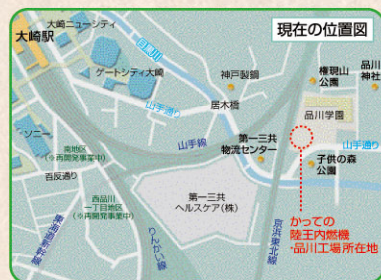 現在の位置図
大崎ニューシティ
大崎駅
目黒川
ゲートシティ大崎
神戸製鋼
権現山
公園
品川
神社
山手通り
居木橋
品川学園
ソニー
山手線
第一三共
物流センター
山手通り
南地区
(※再開発事業中)
子供の森
公園
百反通り
西品川
一丁目地区
(※再開発事業中)
第一三共
ヘルスケア(株)
東海道新幹線
りんかい線
京浜東北線
かつての
陸王内燃機
・品川工場所在地